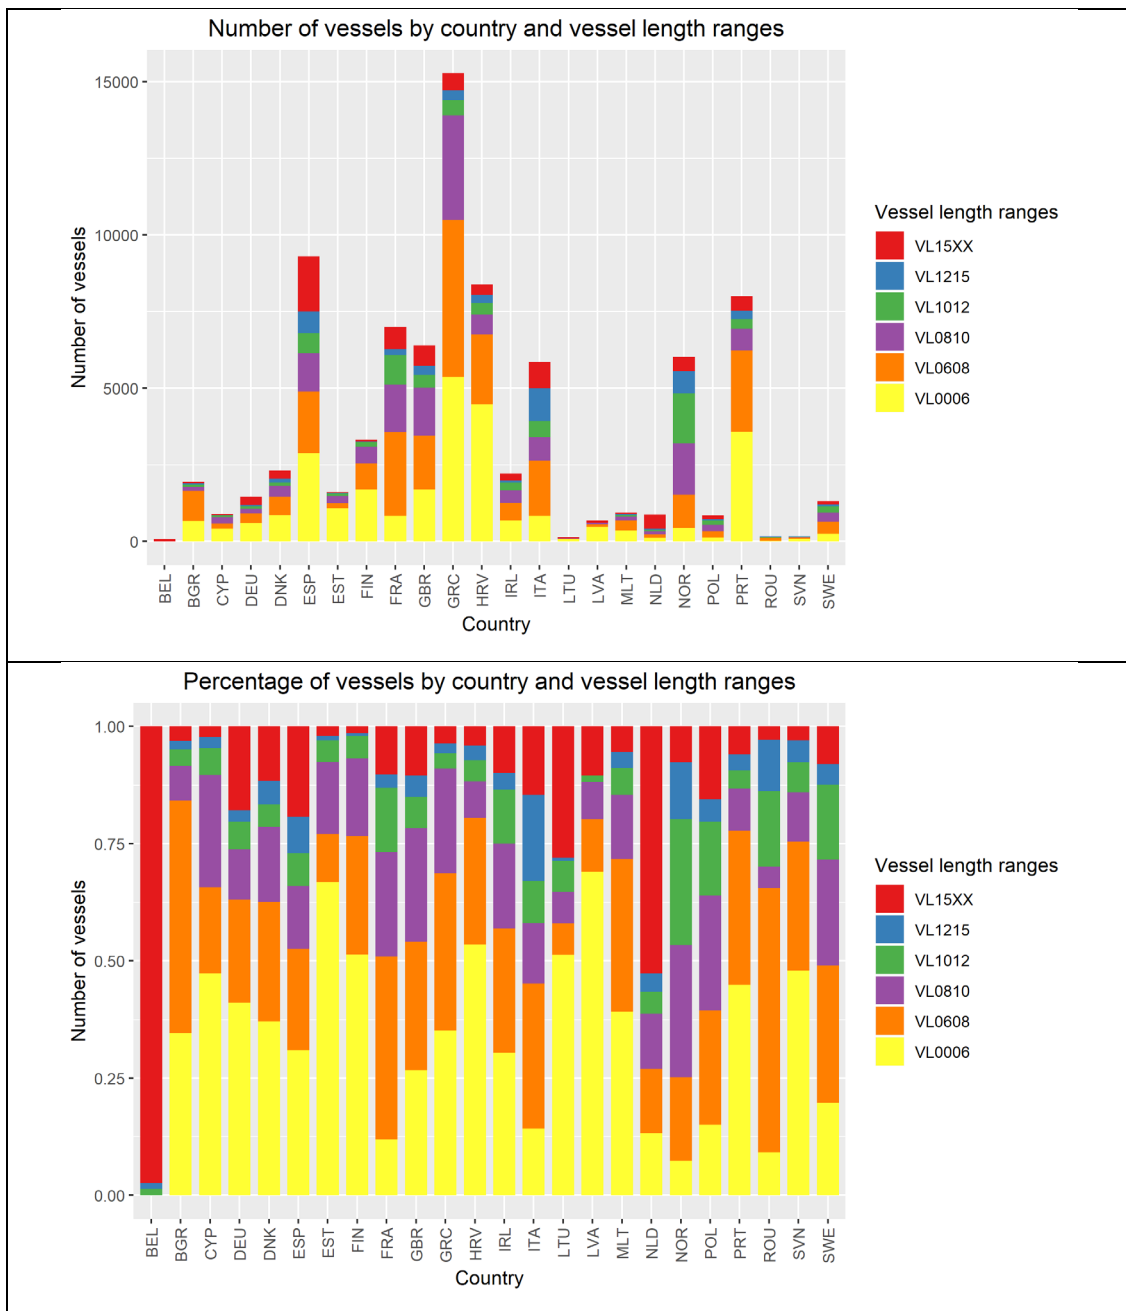 Number of vessels by country and vessel length ranges
15000
10000
5000
0
Number of vessels
BEL BGR CYP DEU DNK ESP EST FIN FRA GBR GRC HRV IRL ITA LTU LVA MLT NLD NOR POL PRT ROU SVN SWE
Country
Vessel length ranges
VL15XX
VL1215
VL1012
VL0810
VL0608
VL0006
Percentage of vessels by country and vessel length ranges
1.00
0.75
0.50
0.25
0.00
Number of vessels
BEL BGR CYP DEU DNK ESP EST FIN FRA GBR GRC HRV IRL ITA LTU LVA MLT NLD NOR POL PRT ROU SVN SWE
Country
Vessel length ranges
VL15XX
VL1215
VL1012
VL0810
VL0608
VL0006